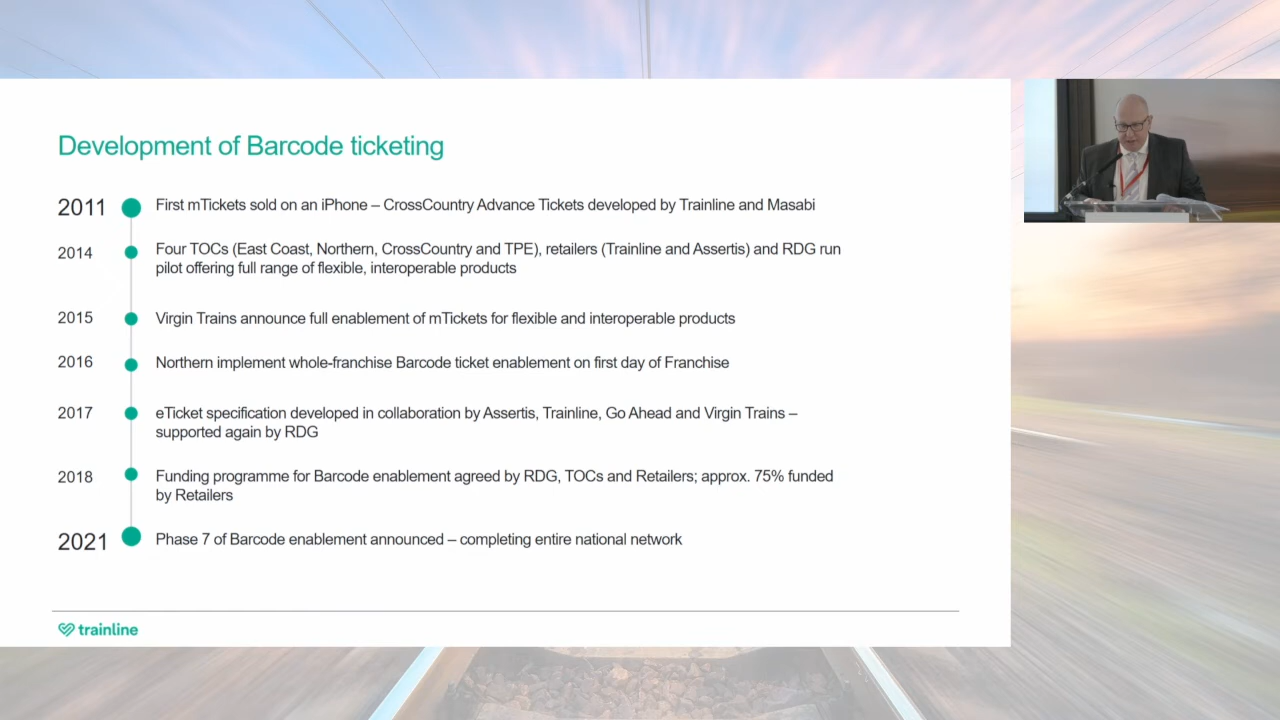 Development of Barcode ticketing
2011
First mTickets sold on an iPhone – CrossCountry Advance Tickets developed by Trainline and Masabi
2014
Four TOCs (East Coast, Northern, CrossCountry and TPE), retailers (Trainline and Assertis) and RDG run
pilot offering full range of flexible, interoperable products
2015
Virgin Trains announce full enablement of mTickets for flexible and interoperable products
2016
Northern implement whole-franchise Barcode ticket enablement on first day of Franchise
2017
eTicket specification developed in collaboration by Assertis, Trainline, Go Ahead and Virgin Trains –
supported again by RDG
2018
Funding programme for Barcode enablement agreed by RDG, TOCs and Retailers; approx. 75% funded
by Retailers
2021
Phase 7 of Barcode enablement announced – completing entire national network
trainline